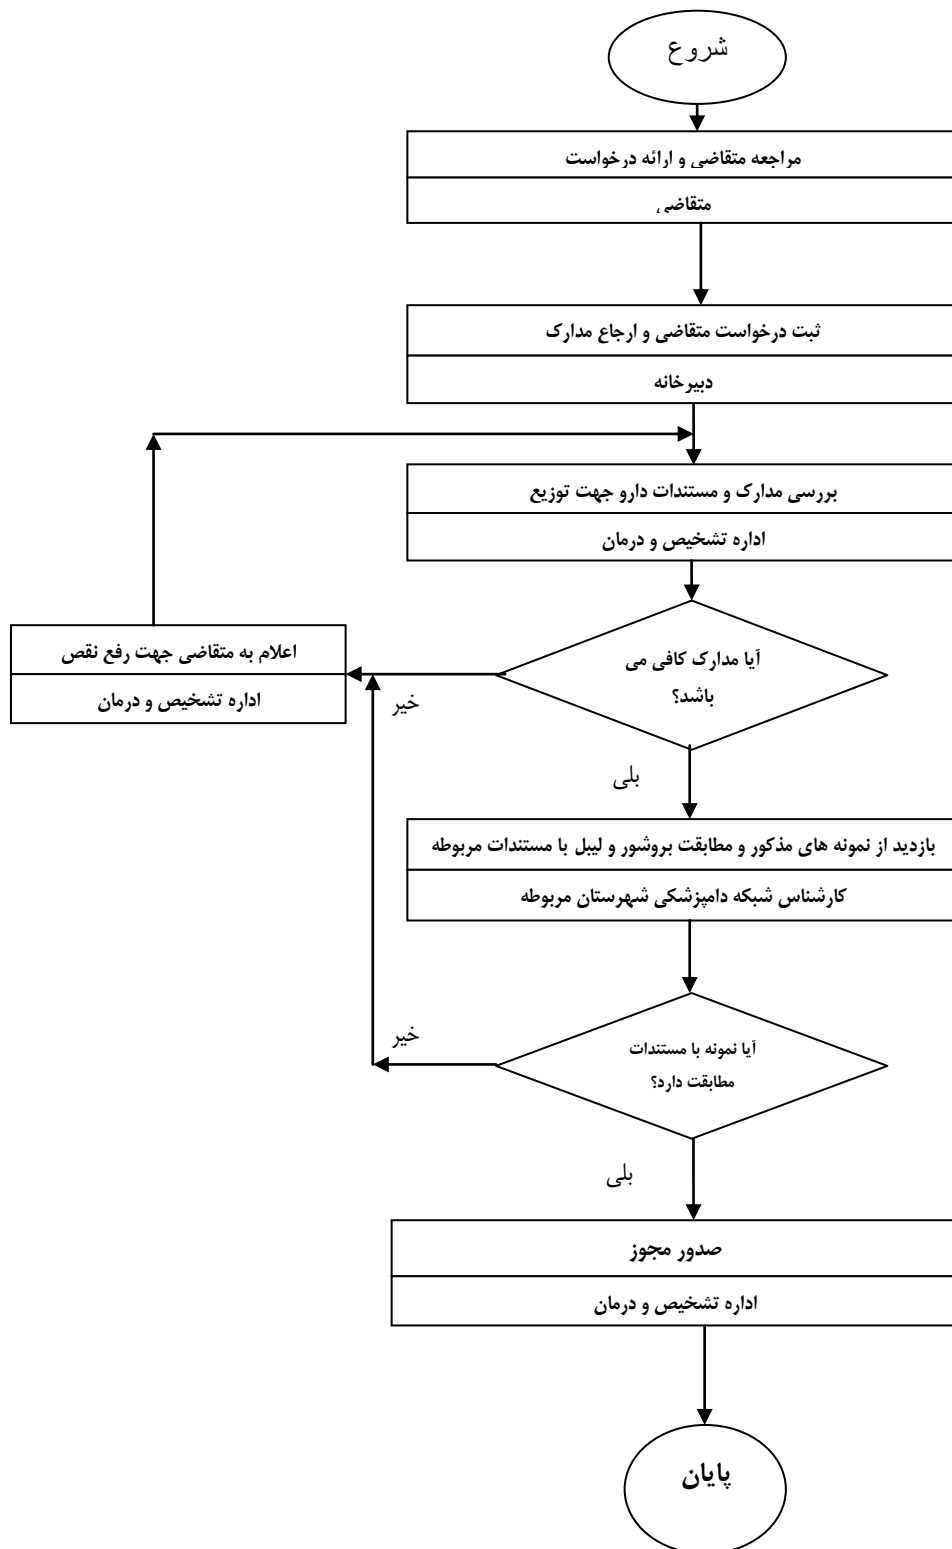 شروع
مراجعه متقاضی و ارائه درخواست
متقاضی
ثبت درخواست متقاضی و ارجاع مدارک
دبیرخانه
بررسی مدارک و مستندات دارو جهت توزیع
اداره تشخیص و درمان
آیا مدارک کافی می
باشد؟
خیر
اعلام به متقاضی جهت رفع نقص
اداره تشخیص و درمان
بلی
بازدید از نمونه های مذکور و مطابقت بروشور و لیبل با مستندات مربوطه
کارشناس شبکه دامپزشکی شهرستان مربوطه
آیا نمونه با مستندات
مطابقت دارد؟
خیر
بلی
صدور مجوز
اداره تشخیص و درمان
پایان